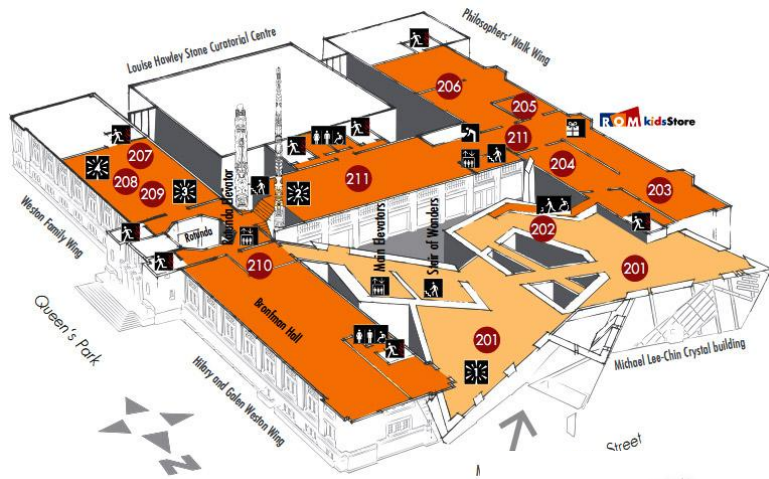 Philosophers' Walk Wing
Louise Hawley Stone Curatorial Centre
206
205
ROM kidsStore
207
211
208
209
211
204
203
2
Rotunda Elevator
Weston Family Wing
Rotunda
Main Elevators
Stair of Wonders
202
210
201
Queen's Park
Bronfman Hall
201
1
Michael Lee-Chin Crystal building
Hilary and Galen Weston Wing
N
Street